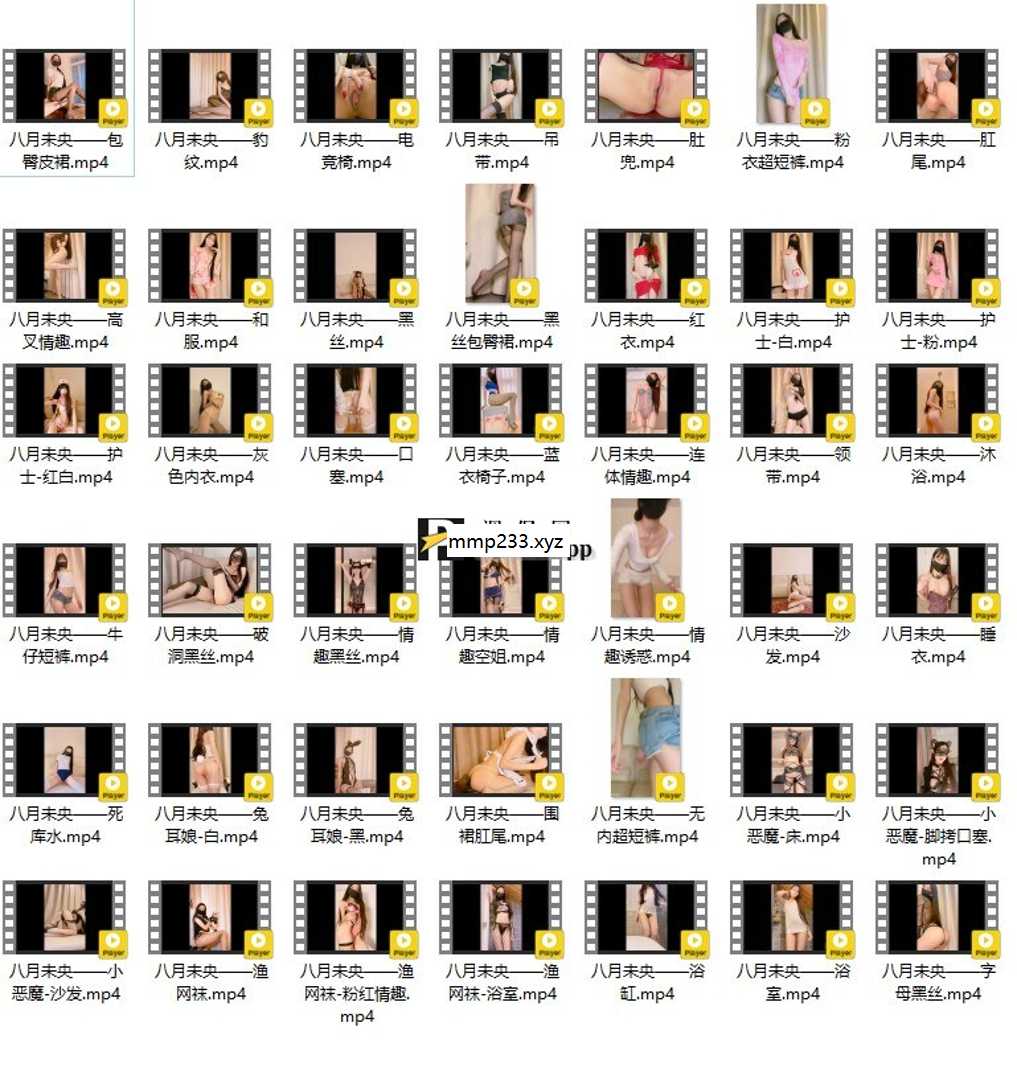 八月未央——包
臀皮裙.mp4
八月未央——豹
纹.mp4
八月未央——电
竞椅.mp4
八月未央——吊
带.mp4
八月未央——肚
兜.mp4
八月未央——粉
衣超短裤.mp4
八月未央——肛
尾.mp4
八月未央——高
叉情趣.mp4
八月未央——和
服.mp4
八月未央——黑
丝.mp4
八月未央——黑
丝包臀裙.mp4
八月未央——红
衣.mp4
八月未央——护
士-白.mp4
八月未央——护
士-粉.mp4
八月未央——护
士-红白.mp4
八月未央——灰
色内衣.mp4
八月未央——口
塞.mp4
八月未央——蓝
衣椅子.mp4
八月未央——连
体情趣.mp4
八月未央——领
带.mp4
八月未央——沐
浴.mp4
mmp233.xyz
八月未央——牛
仔短裤.mp4
八月未央——破
洞黑丝.mp4
八月未央——情
趣黑丝.mp4
八月未央——情
趣空姐.mp4
八月未央——情
趣诱惑.mp4
八月未央——沙
发.mp4
八月未央——睡
衣.mp4
八月未央——死
库水.mp4
八月未央——兔
耳娘-白.mp4
八月未央——兔
耳娘-黑.mp4
八月未央——围
裙肛尾.mp4
八月未央——无
内超短裤.mp4
八月未央——小
恶魔-床.mp4
八月未央——小
恶魔-脚拷口塞.
mp4
八月未央——小
恶魔-沙发.mp4
八月未央——渔
网袜.mp4
八月未央——渔
网袜-粉红情趣.
mp4
八月未央——渔
网袜-浴室.mp4
八月未央——浴
缸.mp4
八月未央——浴
室.mp4
八月未央——字
母黑丝.mp4